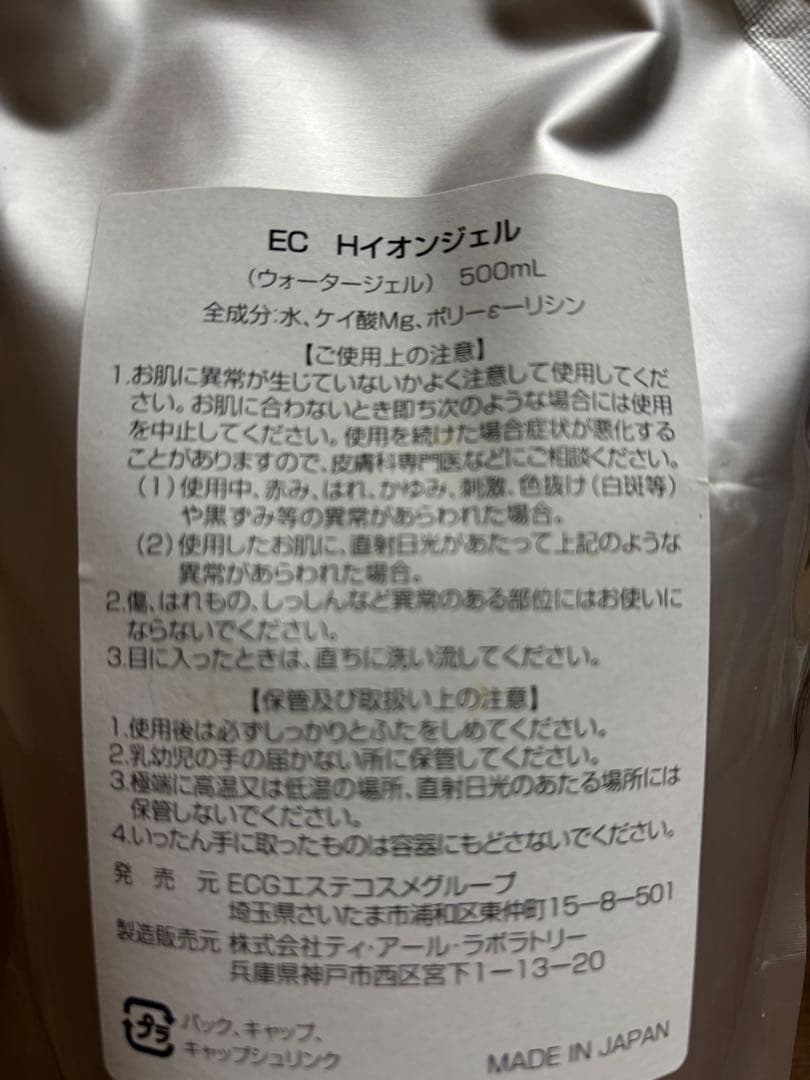 EC Hイオンジェル
(ウォータージェル) 500mL
全成分:水、ケイ酸Mg、ポリーεーリシン
【ご使用上の注意】
1.お肌に異常が生じていないかよく注意して使用してくだ
さい。お肌に合わないとき即ち次のような場合には使用
を中止してください。使用を続けた場合症状が悪化する
ことがありますので、皮膚科専門医などにご相談ください。
(1)使用中、赤み、はれ、かゆみ、刺激、色抜け(白斑等)
や黒ずみ等の異常があらわれた場合。
(2)使用したお肌に、直射日光があたって上記のような
異常があらわれた場合。
2.傷、はれもの、しっしんなど異常のある部位にはお使いに
ならないでください。
3.目に入ったときは、直ちに洗い流してください。
【保管及び取扱い上の注意】
1.使用後は必ずしっかりとふたをしめてください。
2.乳幼児の手の届かない所に保管してください。
3.極端に高温又は低温の場所、直射日光のあたる場所には
保管しないでください。
4.いったん手に取ったものは容器にもどさないでください。
発売元 ECGエステコスメグループ
埼玉県さいたま市浦和区東仲町15-8-501
製造販売元 株式会社ティ・アール・ラボラトリー
兵庫県神戸市西区宮下1-13-20
プラ パック、キャップ、
キャップシュリンク
MADE IN JAPAN